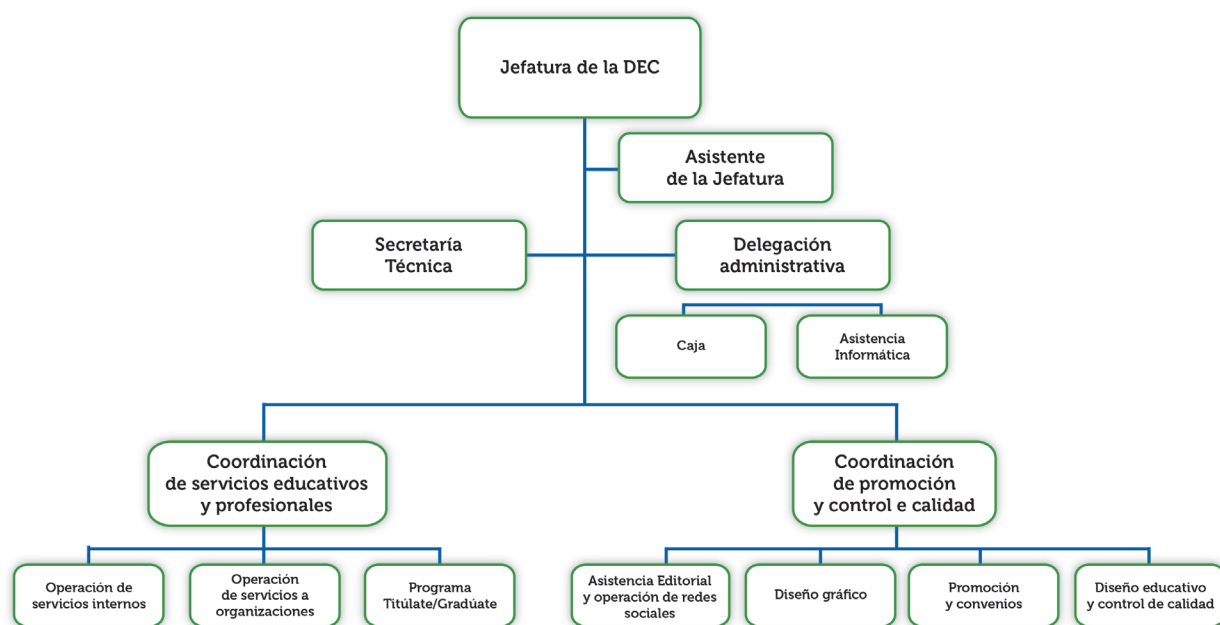 Jefatura de la DEC
Asistente
de la Jefatura
Secretaría
Técnica
Delegación
administrativa
Caja
Asistencia
Informática
Coordinación
de servicios educativos
y profesionales
Coordinación
de promoción
y control e calidad
Operación de
servicios internos
Operación
de servicios a
organizaciones
Programa
Titúlate/Gradúate
Asistencia Editorial
y operación de redes
sociales
Diseño gráfico
Promoción
y convenios
Diseño educativo
y control de calidad